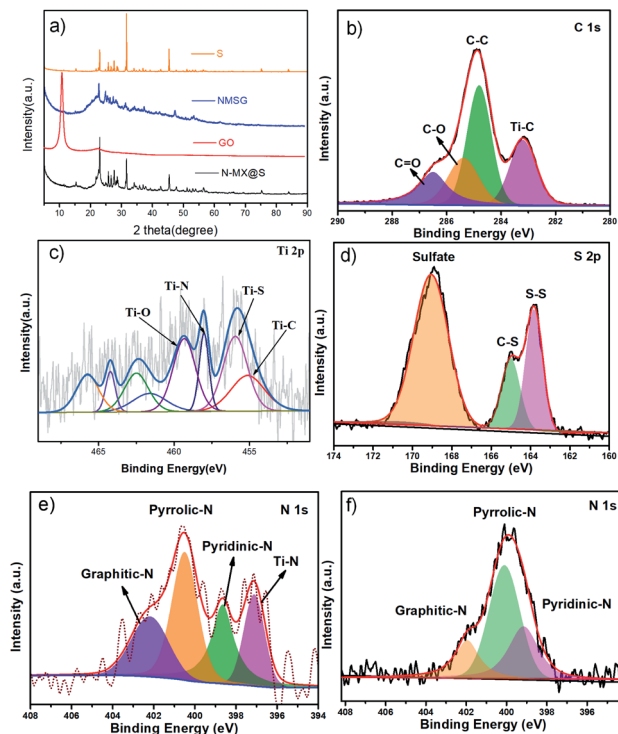 a)
S
NMSG
GO
N-MX@S
Intensity(a.u.)
10 20 30 40 50 60 70 80 90
2 theta(degree)
b)
C 1s
C-C
C-O
C=O
Ti-C
Intensity (a.u.)
290 288 286 284 282 280
Binding Energy (eV)
c)
Ti 2p
Ti-N
Ti-O
Ti-S
Ti-C
Intensity(a.u.)
465 460 455
Binding Energy(eV)
d)
S 2p
Sulfate
S-S
C-S
Intensity (a.u.)
174 172 170 168 166 164 162 160
Binding Energy (eV)
e)
N 1s
Pyrrolic-N
Pyridinic-N
Graphitic-N
Ti-N
Intensity (a.u.)
408 406 404 402 400 398 396 394
Binding Energy (eV)
f)
N 1s
Pyrrolic-N
Graphitic-N
Pyridinic-N
Intensity (a.u.)
408 406 404 402 400 398 396
Binding Energy (eV)